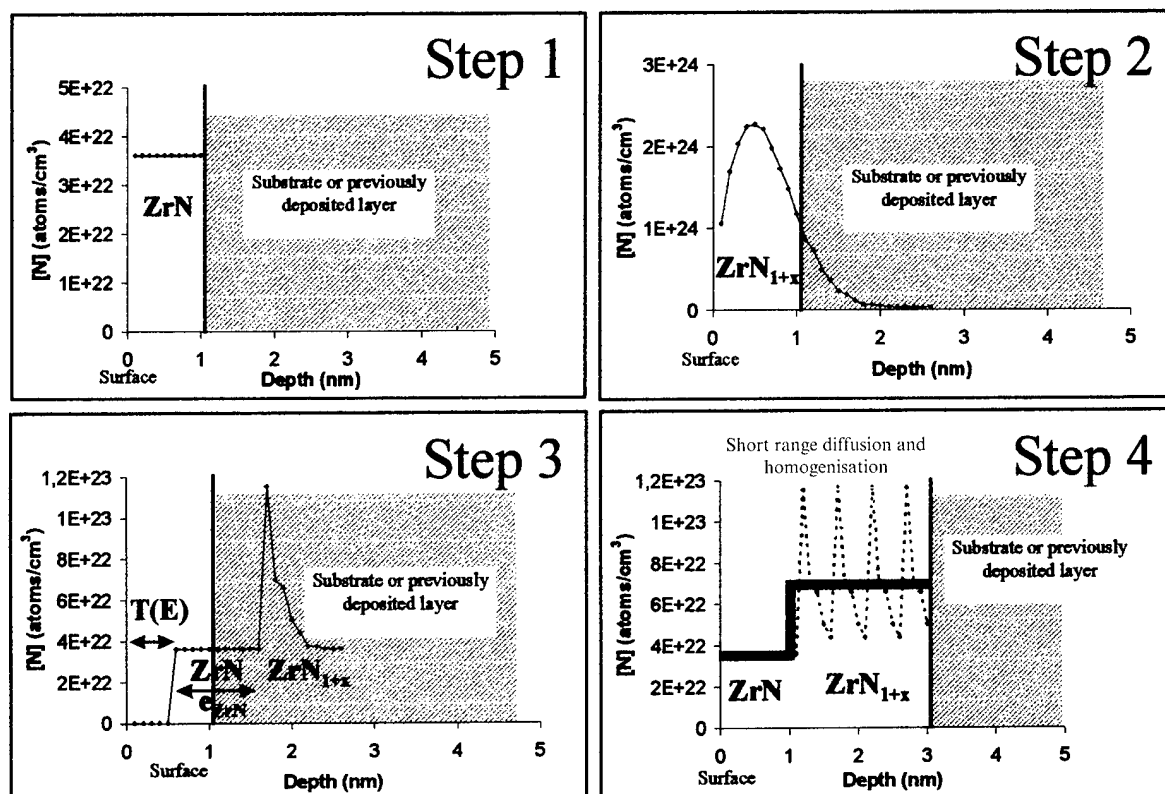 Step 1
5E+22
4E+22
3E+22
2E+22
1E+22
0
[N] (atoms/cm³)
ZrN
Substrate or previously
deposited layer
0 1 2 3 4 5
Surface
Depth (nm)
Step 2
3E+24
2E+24
1E+24
0
[N] (atoms/cm³)
ZrN1+x
Substrate or previously
deposited layer
0 1 2 3 4 5
Surface
Depth (nm)
Step 3
1,2E+23
1E+23
8E+22
6E+22
4E+22
2E+22
0
[N] (atoms/cm³)
T(E)
Substrate or previously
deposited layer
ZrN ZrN1+x
eZrN
0 1 2 3 4 5
Surface
Depth (nm)
Short range diffusion and
homogenisation
Step 4
1,2E+23
1E+23
8E+22
6E+22
4E+22
2E+22
0
[N] (atoms/cm³)
Substrate or previously
deposited layer
ZrN ZrN1+x
0 1 2 3 4 5
Surface
Depth (nm)